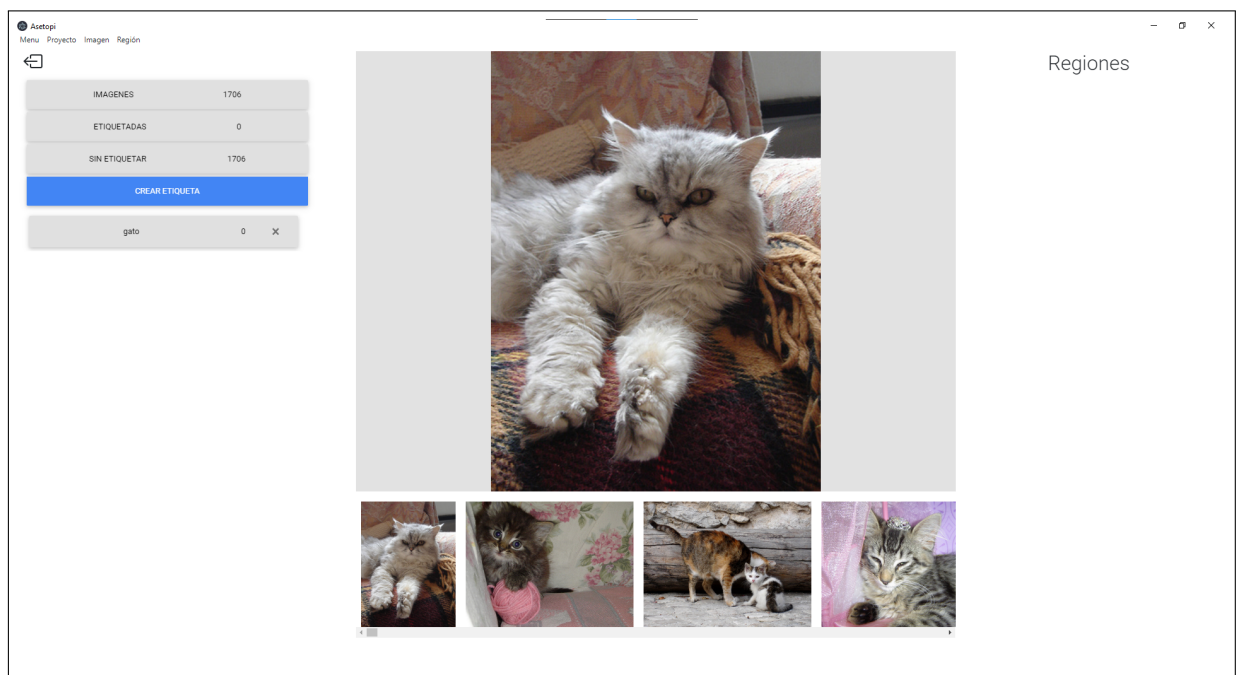 Asetopi
Menu Proyecto Imagen Región
Regiones
IMAGENES 1706
ETIQUETADAS 0
SIN ETIQUETAR 1706
CREAR ETIQUETA
gato 0